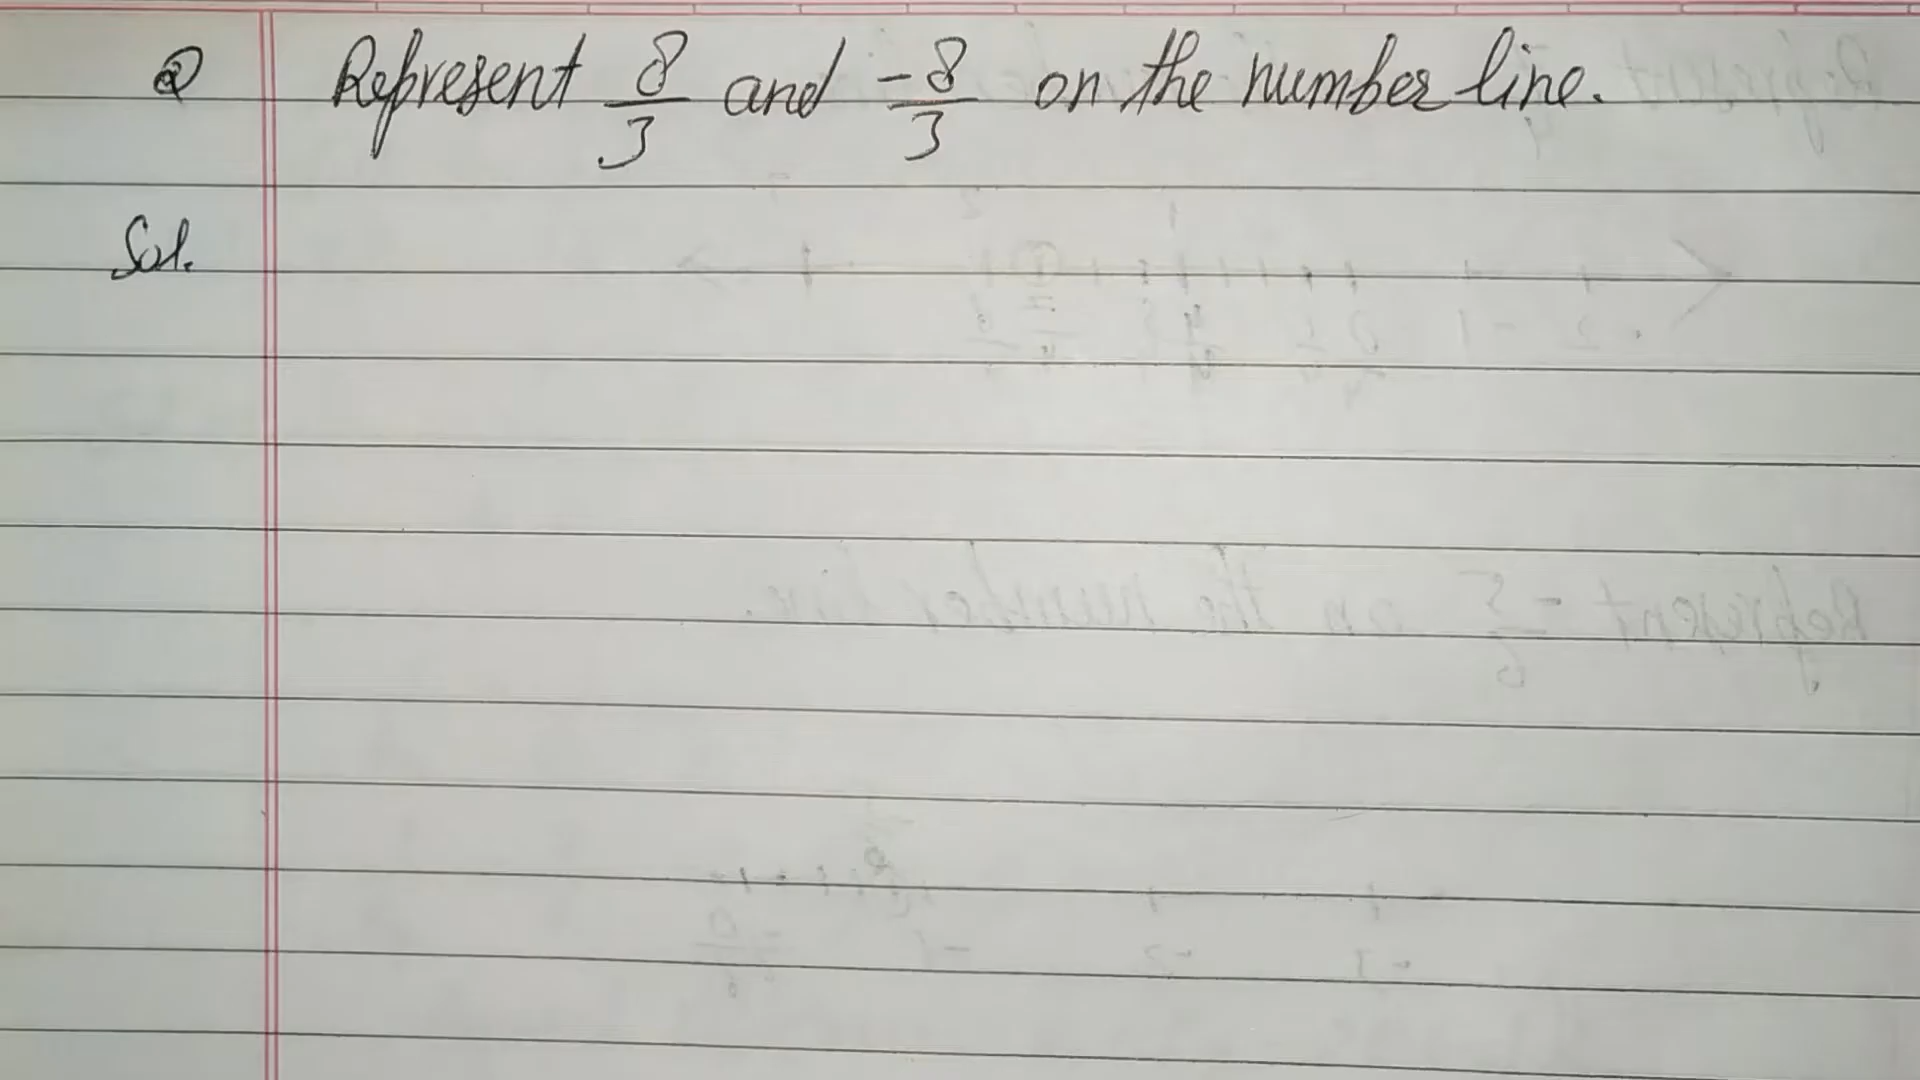 Q Represent 8/3 and -8/3 on the number line.
Sol.